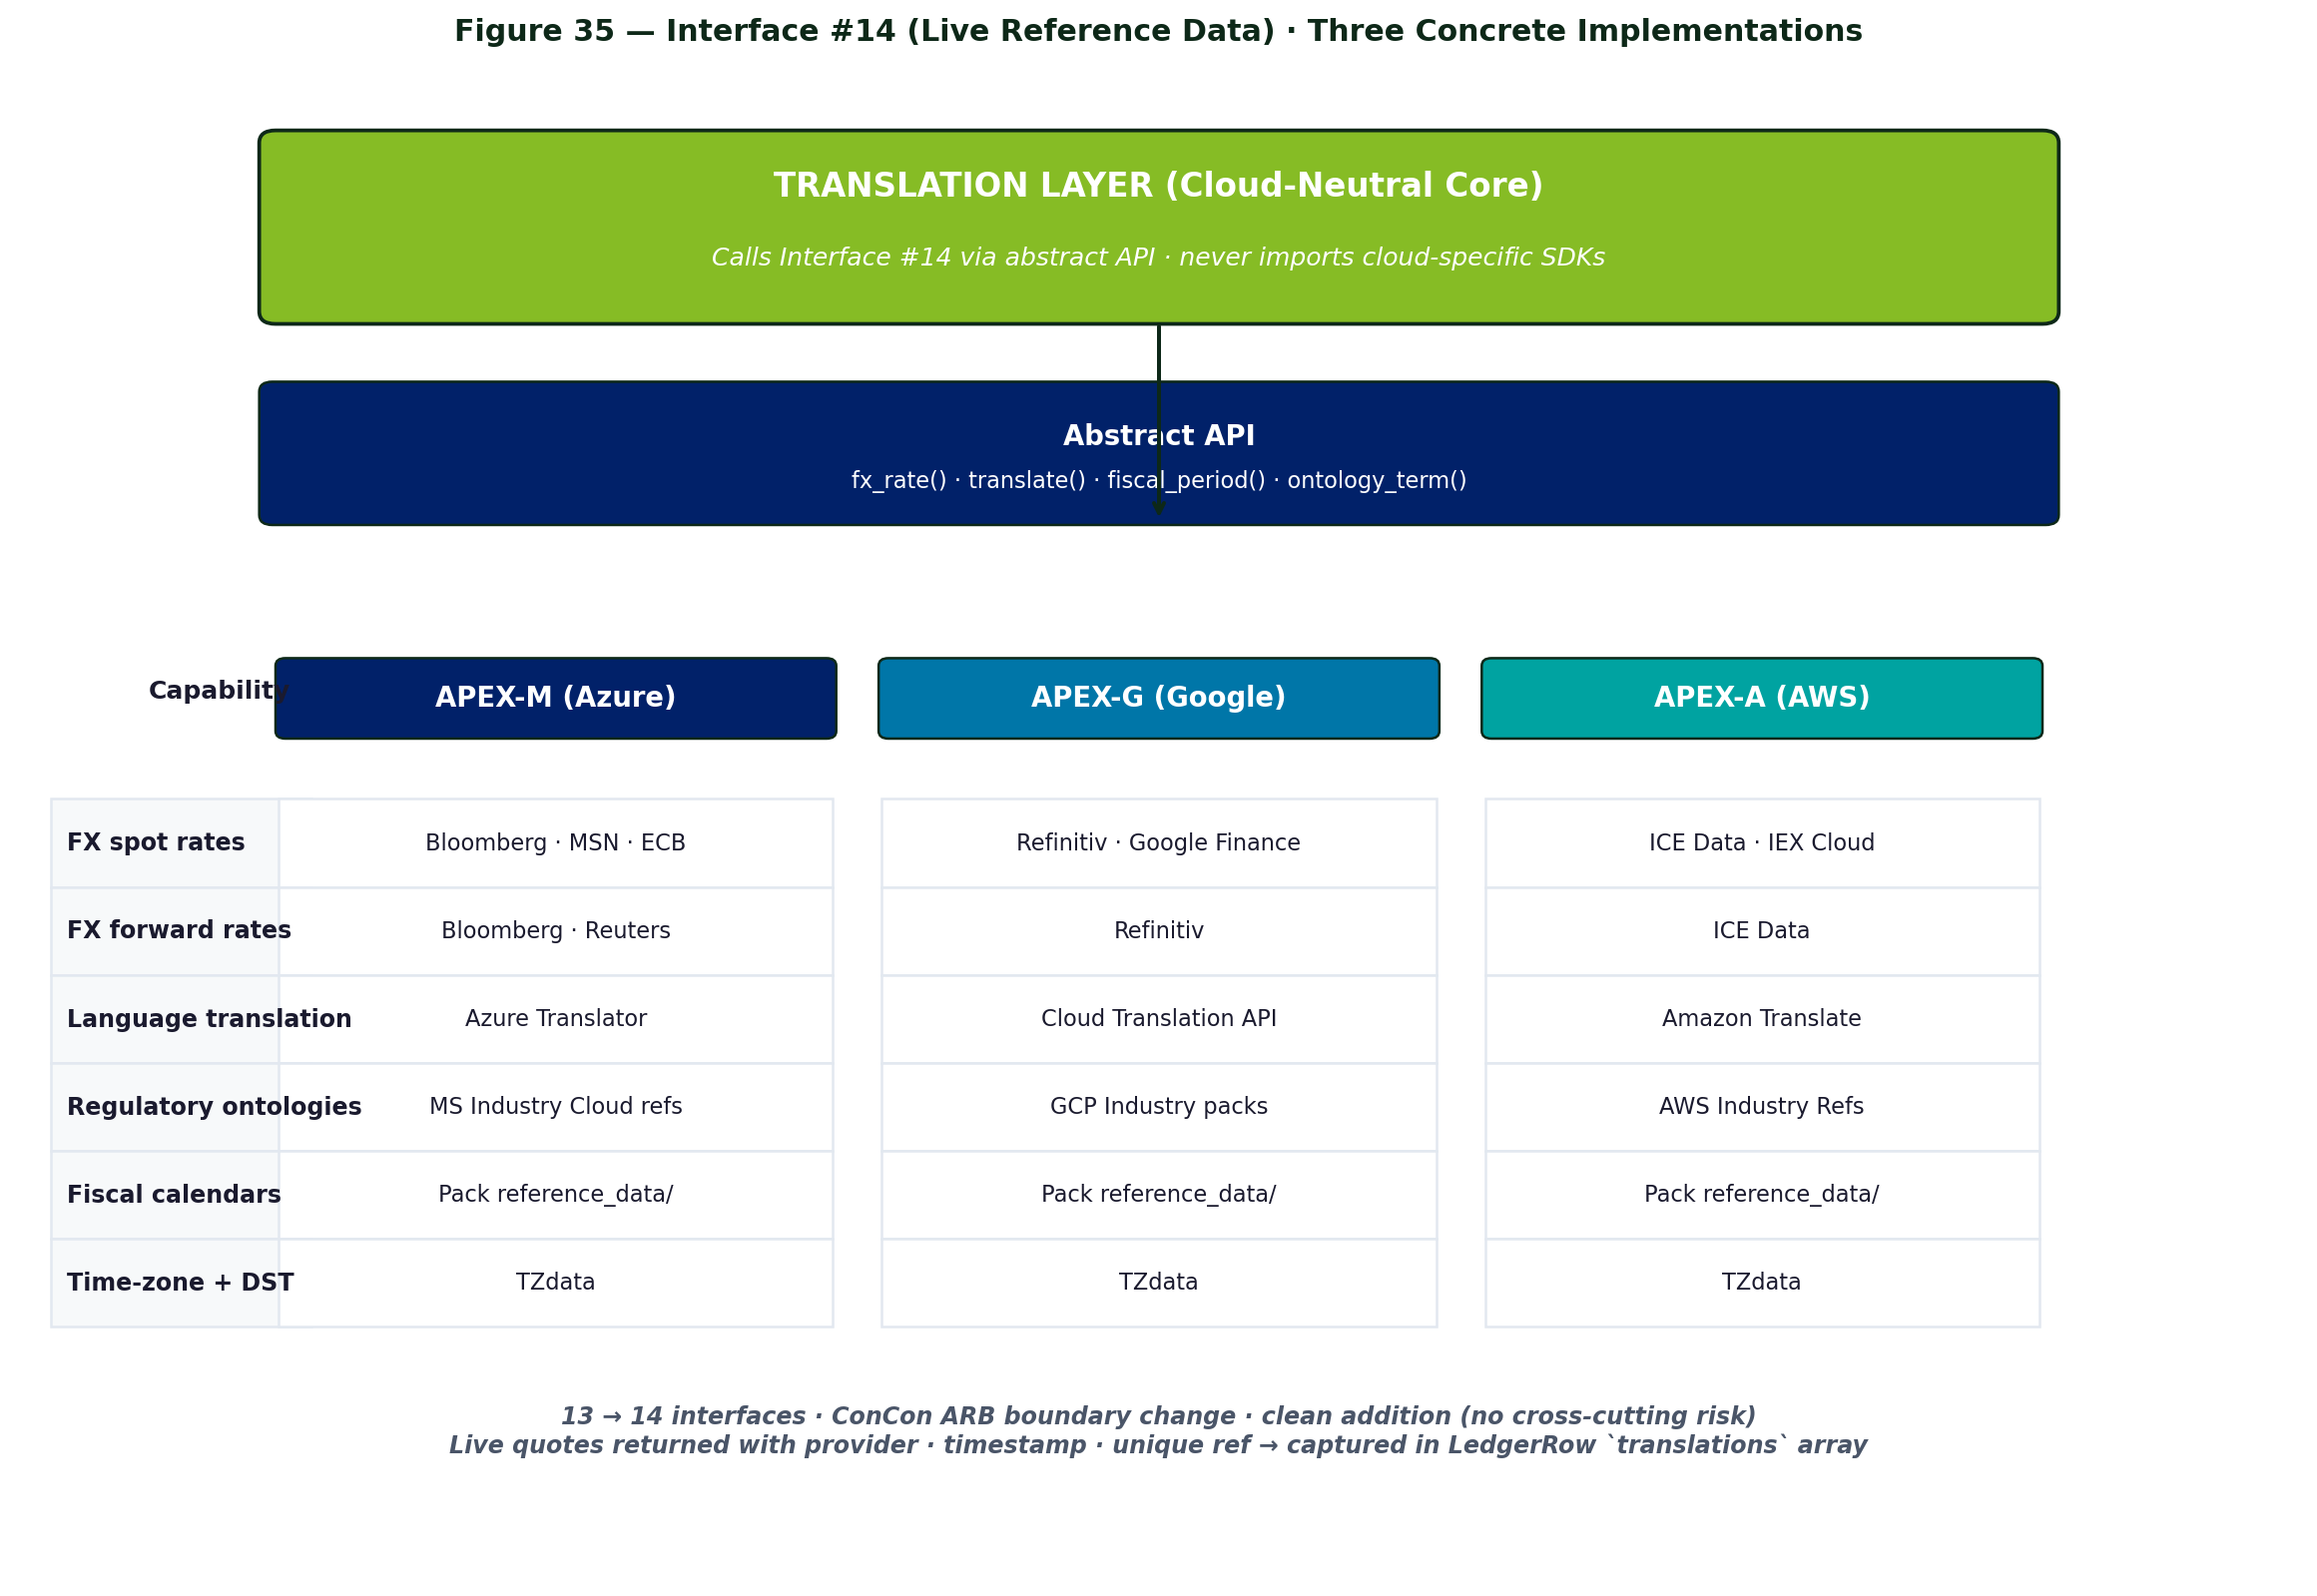 Figure 35 — Interface #14 (Live Reference Data) · Three Concrete Implementations
TRANSLATION LAYER (Cloud-Neutral Core)
Calls Interface #14 via abstract API · never imports cloud-specific SDKs
Abstract API
fx_rate() · translate() · fiscal_period() · ontology_term()
Capability
APEX-M (Azure)
APEX-G (Google)
APEX-A (AWS)
FX spot rates
Bloomberg · MSN · ECB
Refinitiv · Google Finance
ICE Data · IEX Cloud
FX forward rates
Bloomberg · Reuters
Refinitiv
ICE Data
Language translation
Azure Translator
Cloud Translation API
Amazon Translate
Regulatory ontologies
MS Industry Cloud refs
GCP Industry packs
AWS Industry Refs
Fiscal calendars
Pack reference_data/
Pack reference_data/
Pack reference_data/
Time-zone + DST
TZdata
TZdata
TZdata
13 → 14 interfaces · ConCon ARB boundary change · clean addition (no cross-cutting risk)
Live quotes returned with provider · timestamp · unique ref → captured in LedgerRow `translations` array